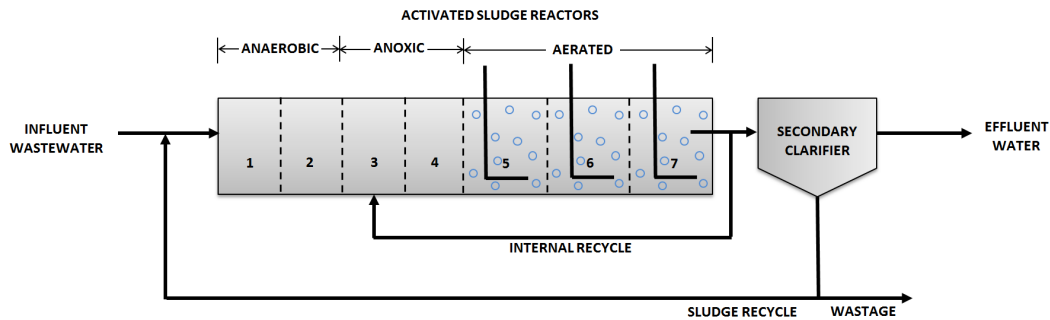 ACTIVATED SLUDGE REACTORS
ANAEROBIC
ANOXIC
AERATED
INFLUENT
WASTEWATER
1
2
3
4
5
6
7
SECONDARY
CLARIFIER
EFFLUENT
WATER
INTERNAL RECYCLE
SLUDGE RECYCLE
WASTAGE